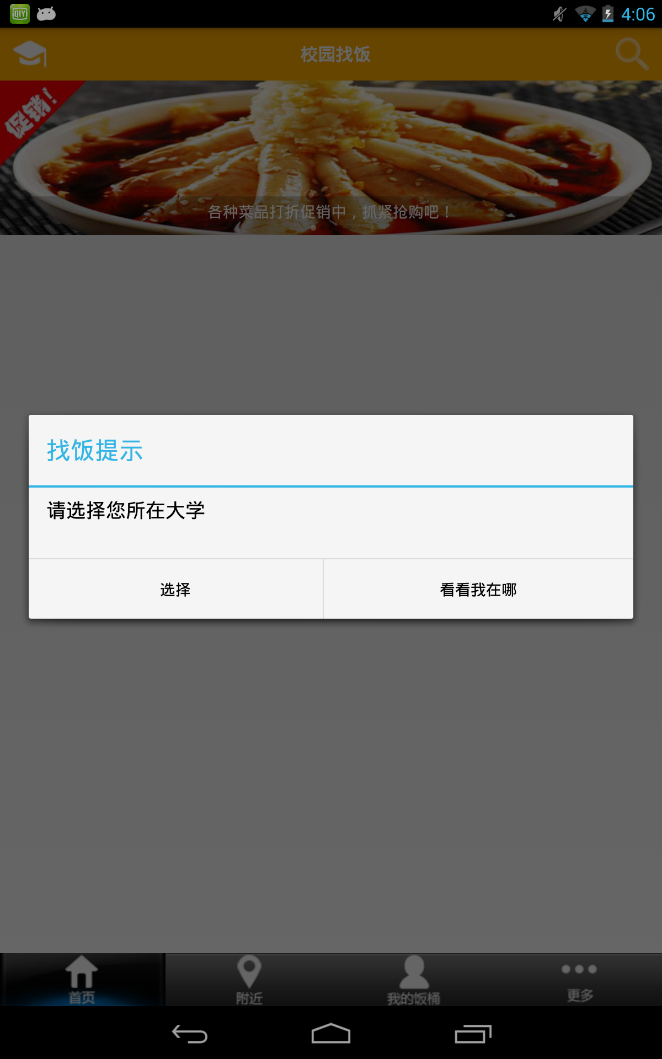 4:06
校园找饭
促销!
各种菜品打折促销中，抓紧抢购吧！
找饭提示
请选择您所在大学
选择
看看我在哪
首页
附近
我的饭桶
更多